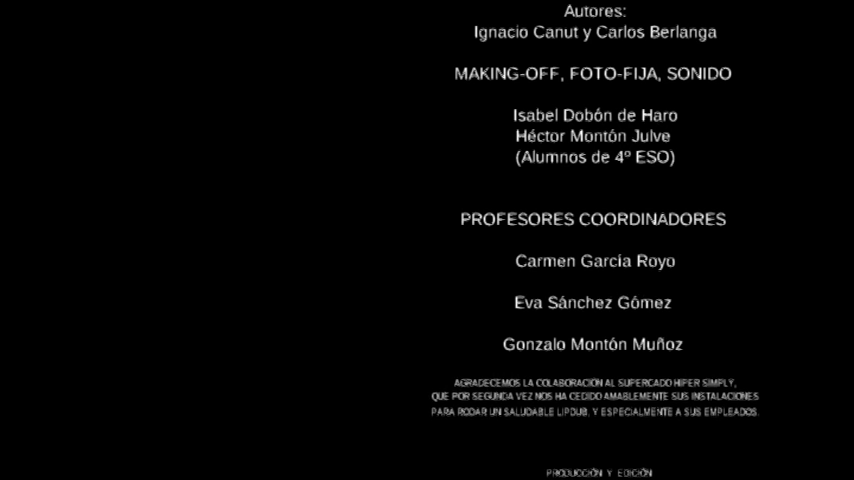 Autores:
Ignacio Canut y Carlos Berlanga
MAKING-OFF, FOTO-FIJA, SONIDO
Isabel Dobón de Haro
Héctor Montón Julve
(Alumnos de 4º ESO)
PROFESORES COORDINADORES
Carmen García Royo
Eva Sánchez Gómez
Gonzalo Montón Muñoz
AGRADECEMOS LA COLABORACIÓN AL SUPERCADO HIPER SIMPLY,
QUE POR SEGUNDA VEZ NOS HA CEDIDO AMABLEMENTE SUS INSTALACIONES
PARA RODAR UN SALUDABLE LIPDUB, Y ESPECIALMENTE A SUS EMPLEADOS.
PRODUCCIÓN Y EDICIÓN